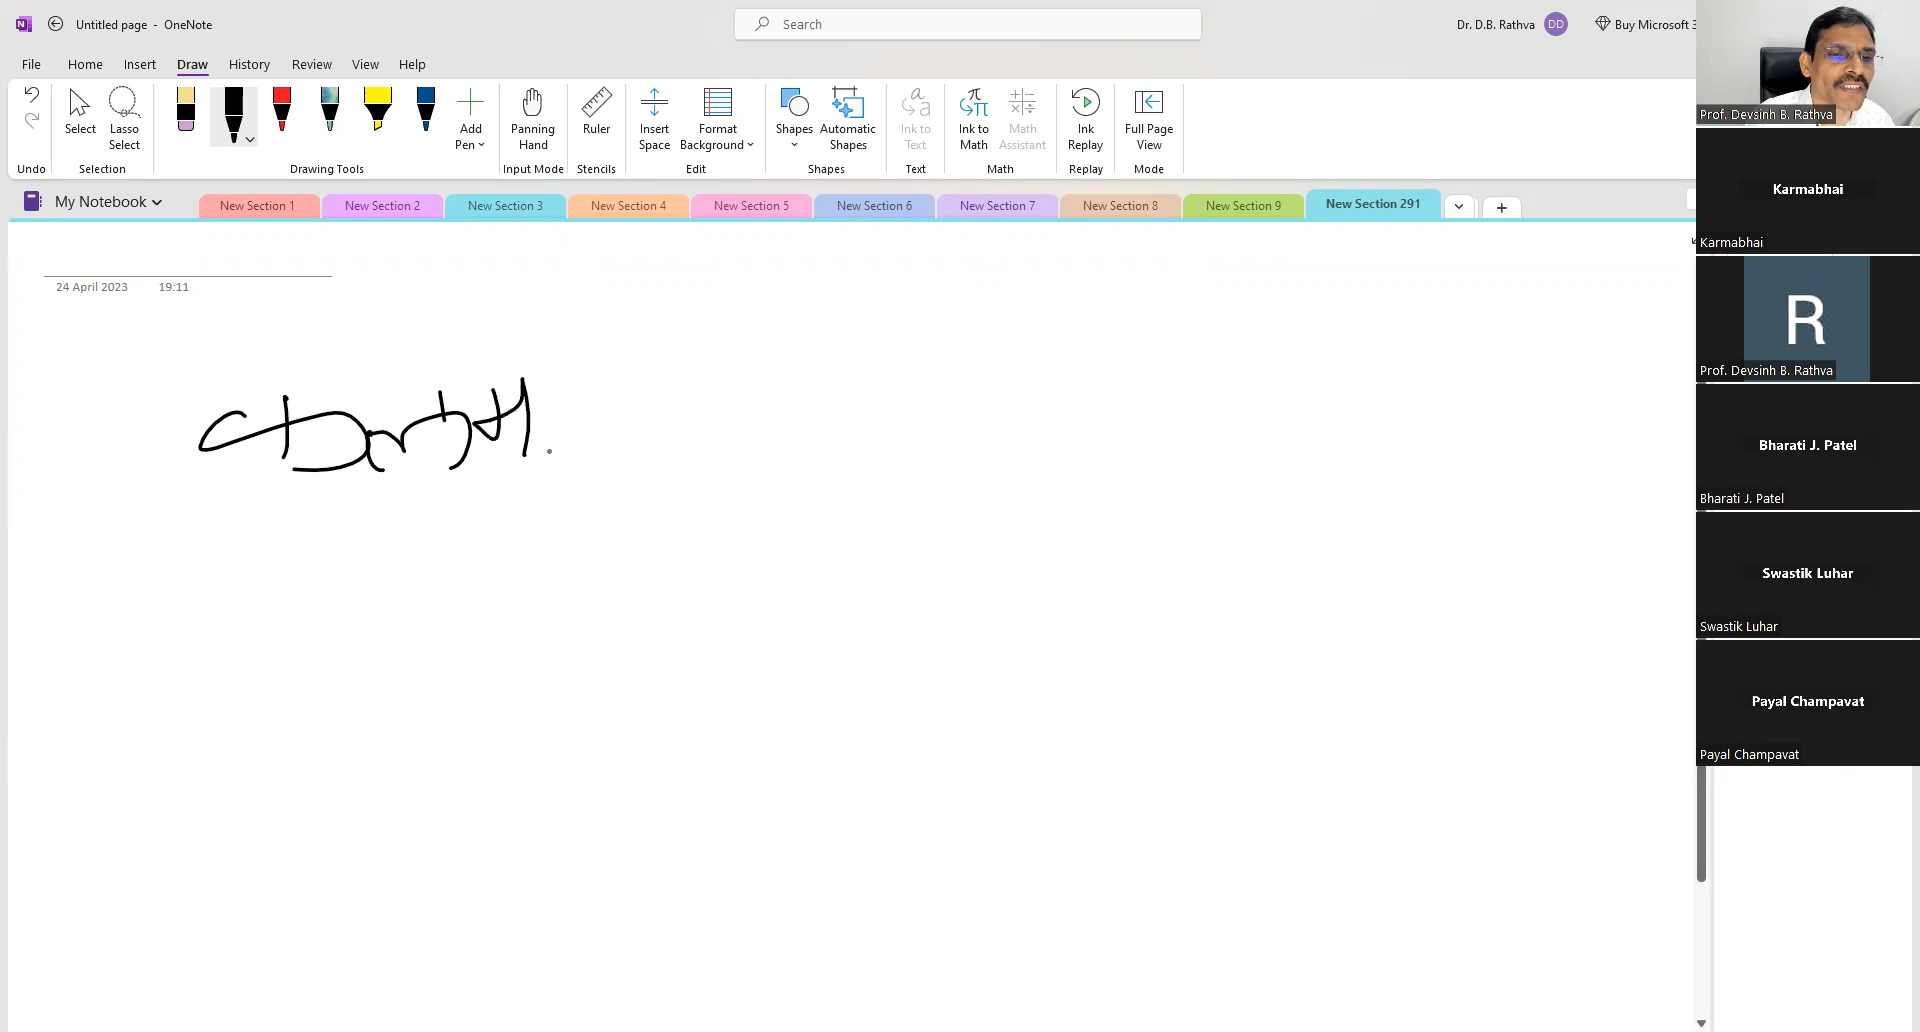 Untitled page - OneNote
Search
Dr. D.B. Rathva
DD
Buy Microsoft 3
File
Home
Insert
Draw
History
Review
View
Help
Select
Lasso Select
Add Pen
Panning Hand
Ruler
Insert Space
Format Background
Shapes
Automatic Shapes
Ink to Text
Ink to Math
Math Assistant
Ink Replay
Full Page View
Undo
Selection
Drawing Tools
Input Mode
Stencils
Edit
Shapes
Text
Math
Replay
Mode
My Notebook
New Section 1
New Section 2
New Section 3
New Section 4
New Section 5
New Section 6
New Section 7
New Section 8
New Section 9
New Section 291
24 April 2023 19:11
Prof. Devsinh B. Rathva
Karmabhai
Karmabhai
R
Prof. Devsinh B. Rathva
Bharati J. Patel
Bharati J. Patel
Swastik Luhar
Swastik Luhar
Payal Champavat
Payal Champavat